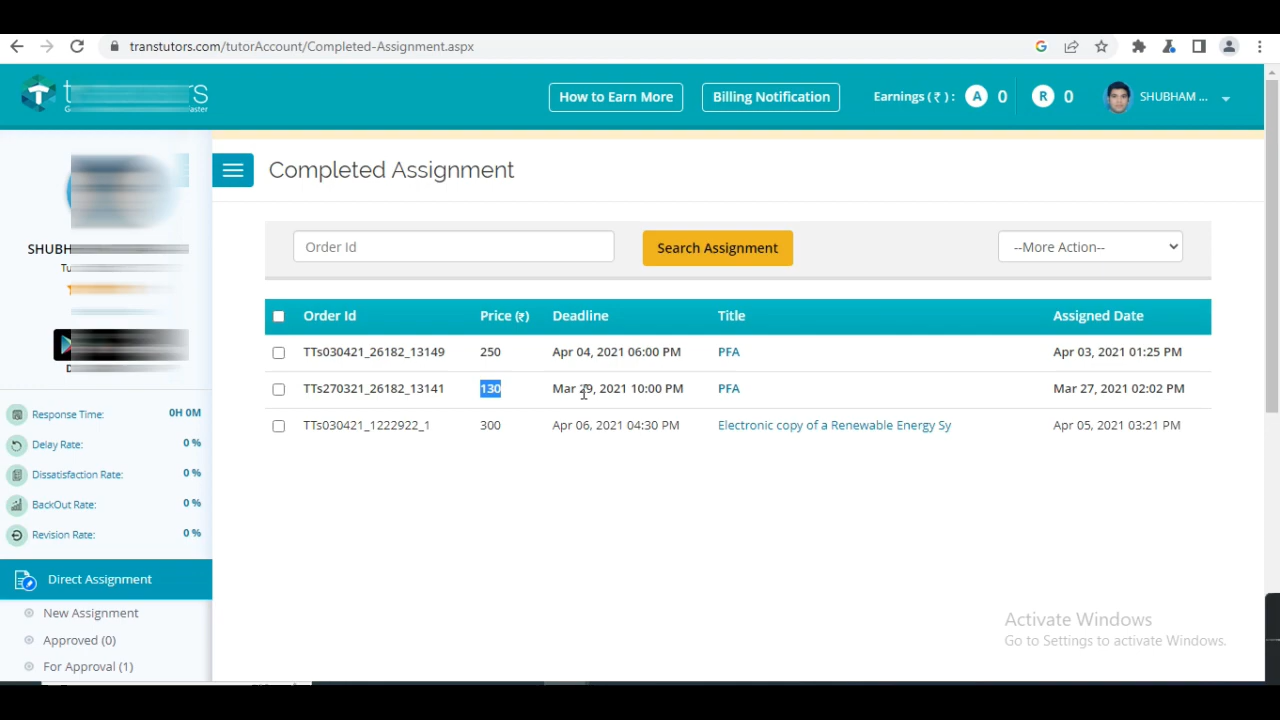 transtutors.com/tutorAccount/Completed-Assignment.aspx
How to Earn More
Billing Notification
Earnings (₹) : A 0 R 0
SHUBHAM ...
Completed Assignment
Order Id
Search Assignment
--More Action--
Order Id Price (₹) Deadline Title Assigned Date
TTs030421_26182_13149 250 Apr 04, 2021 06:00 PM PFA Apr 03, 2021 01:25 PM
TTs270321_26182_13141 130 Mar 29, 2021 10:00 PM PFA Mar 27, 2021 02:02 PM
TTs030421_1222922_1 300 Apr 06, 2021 04:30 PM Electronic copy of a Renewable Energy Sy Apr 05, 2021 03:21 PM
Response Time: 0H 0M
Delay Rate: 0 %
Dissatisfaction Rate: 0 %
BackOut Rate: 0 %
Revision Rate: 0 %
Direct Assignment
New Assignment
Approved (0)
For Approval (1)
Activate Windows
Go to Settings to activate Windows.